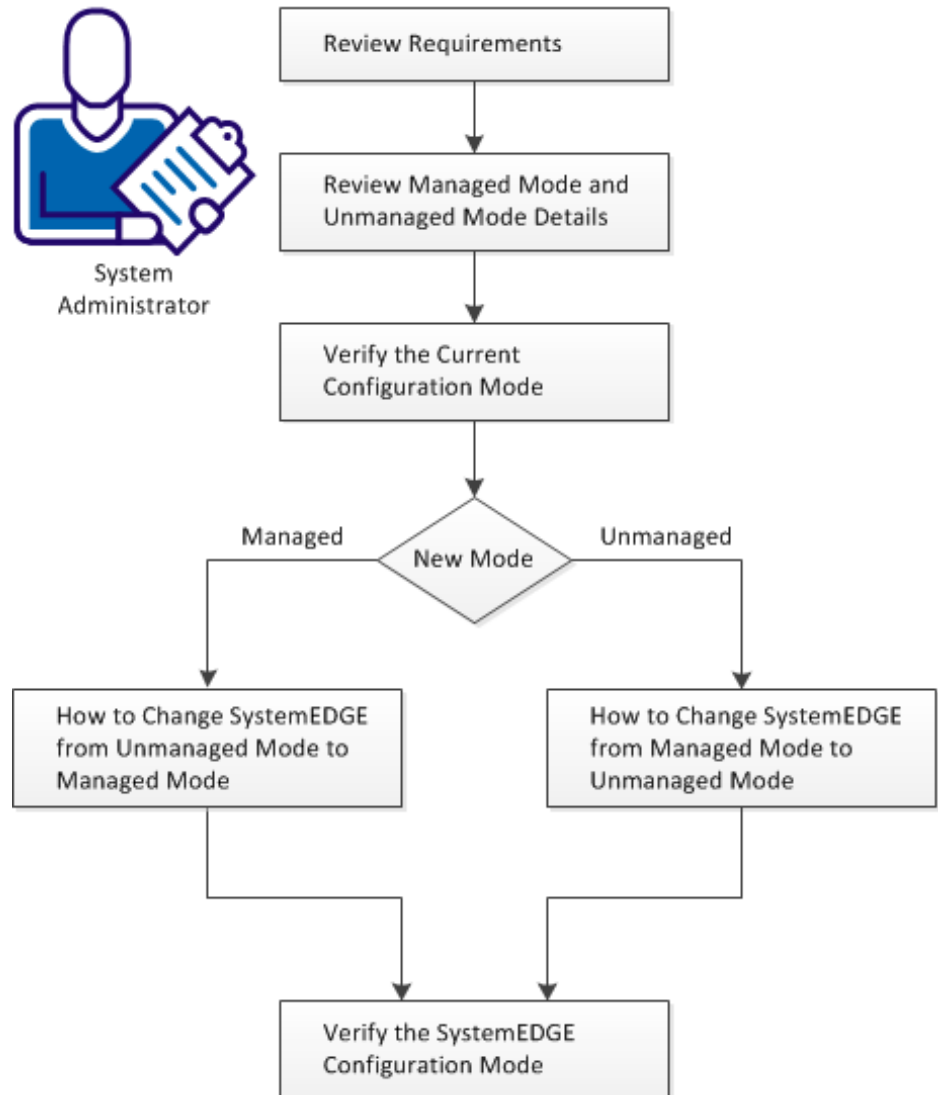 Review Requirements
Review Managed Mode and
Unmanaged Mode Details
System
Administrator
Verify the Current
Configuration Mode
Managed
New Mode
Unmanaged
How to Change SystemEDGE
from Unmanaged Mode to
Managed Mode
How to Change SystemEDGE
from Managed Mode to
Unmanaged Mode
Verify the SystemEDGE
Configuration Mode